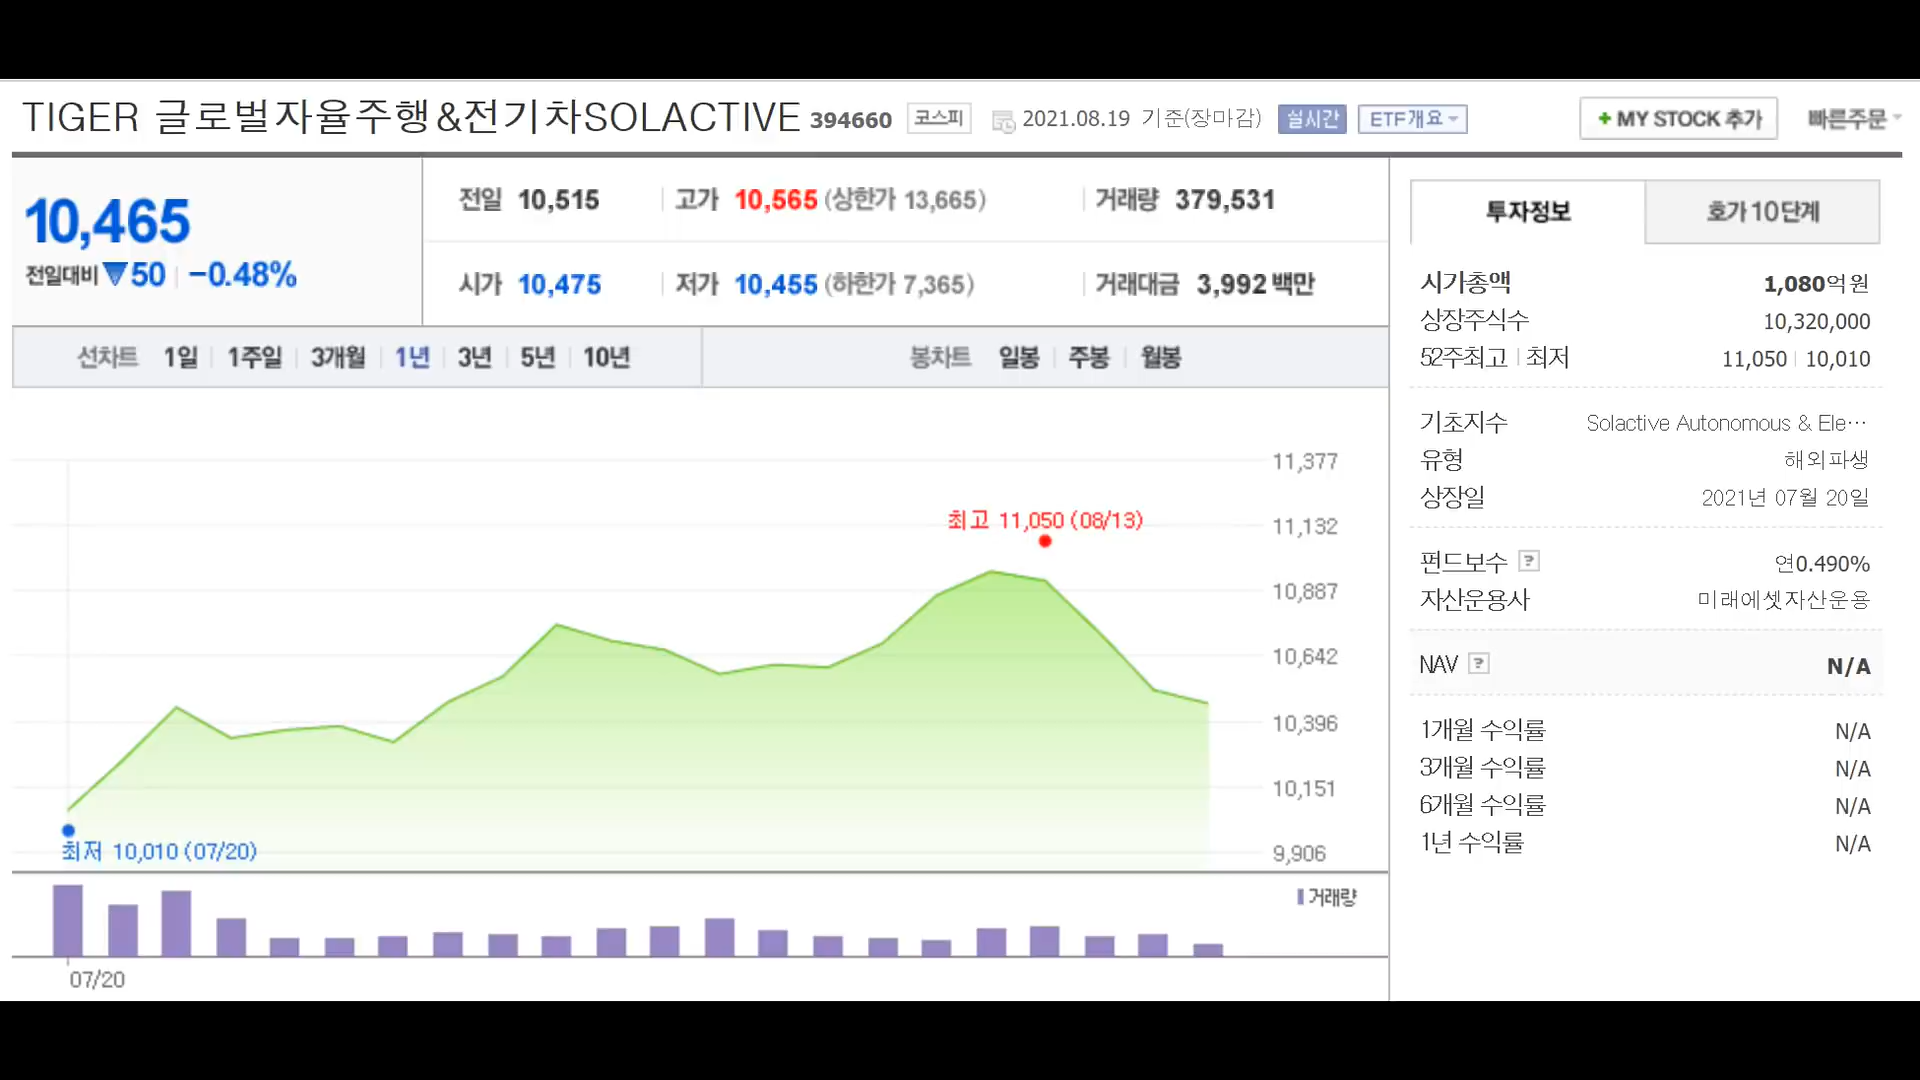 TIGER 글로벌자율주행&전기차SOLACTIVE 394660 코스피 2021.08.19 기준(장마감) 실시간 ETF개요 + MY STOCK 추가 빠른주문
10,465
전일대비 ▼50 -0.48%
전일 10,515 고가 10,565 (상한가 13,665) 거래량 379,531
시가 10,475 저가 10,455 (하한가 7,365) 거래대금 3,992 백만
선차트 1일 1주일 3개월 1년 3년 5년 10년 봉차트 일봉 주봉 월봉
11,377
최고 11,050 (08/13)
11,132
10,887
10,642
10,396
10,151
최저 10,010 (07/20)
9,906
거래량
07/20
투자정보 호가 10단계
시가총액 1,080억원
상장주식수 10,320,000
52주최고 | 최저 11,050 | 10,010
기초지수 Solactive Autonomous & Ele…
유형 해외파생
상장일 2021년 07월 20일
펀드보수 ? 연0.490%
자산운용사 미래에셋자산운용
NAV ? N/A
1개월 수익률 N/A
3개월 수익률 N/A
6개월 수익률 N/A
1년 수익률 N/A